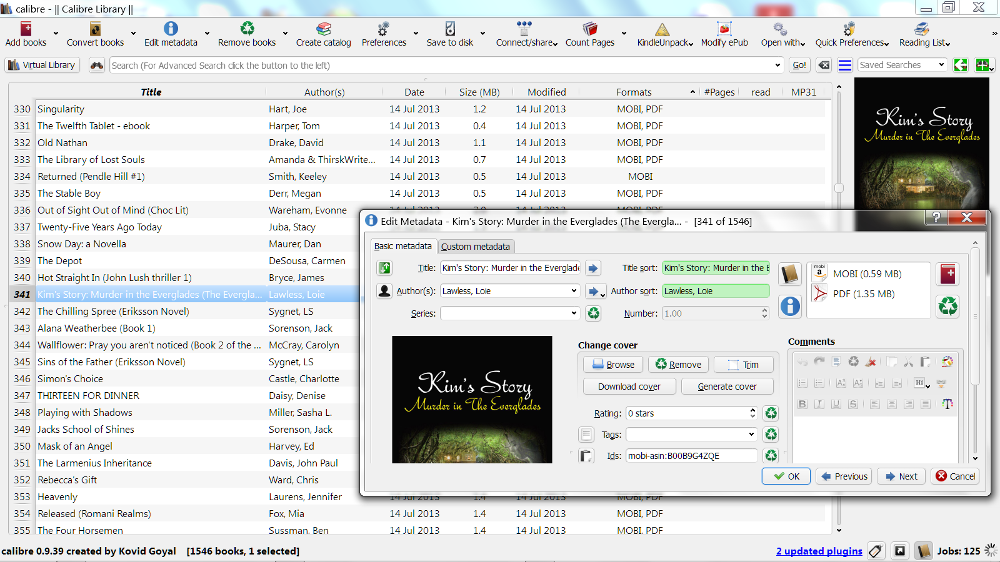 calibre - || Calibre Library ||
Add books Convert books Edit metadata Remove books Create catalog Preferences Save to disk Connect/share Count Pages KindleUnpack Modify ePub Open with Quick Preferences Reading List »
Virtual Library Search (For Advanced Search click the button to the left) Go! Saved Searches
Title Author(s) Date Size (MB) Modified Formats #Pages read MP31
330 Singularity Hart, Joe 14 Jul 2013 1.2 14 Jul 2013 MOBI, PDF
331 The Twelfth Tablet - ebook Harper, Tom 14 Jul 2013 0.4 14 Jul 2013 MOBI, PDF
332 Old Nathan Drake, David 14 Jul 2013 1.1 14 Jul 2013 MOBI, PDF
333 The Library of Lost Souls Amanda & ThirskWrite... 14 Jul 2013 0.7 14 Jul 2013 MOBI, PDF
334 Returned (Pendle Hill #1) Smith, Keeley 14 Jul 2013 0.5 14 Jul 2013 MOBI
335 The Stable Boy Derr, Megan 14 Jul 2013 0.5 14 Jul 2013 MOBI, PDF
336 Out of Sight Out of Mind (Choc Lit) Wareham, Evonne 14 Jul 2013 14 Jul 2013 MOBI, PDF
337 Twenty-Five Years Ago Today Juba, Stacy
338 Snow Day: a Novella Maurer, Dan
339 The Depot DeSousa, Carmen
340 Hot Straight In (John Lush thriller 1) Bryce, James
341 Kim's Story: Murder in the Everglades (The Evergla... Lawless, Loie
342 The Chilling Spree (Eriksson Novel) Sygnet, LS
343 Alana Weatherbee (Book 1) Sorenson, Jack
344 Wallflower: Pray you aren't noticed (Book 2 of the ... McCray, Carolyn
345 Sins of the Father (Eriksson Novel) Sygnet, LS
346 Simon's Choice Castle, Charlotte
347 THIRTEEN FOR DINNER Daisy, Denise
348 Playing with Shadows Miller, Sasha L.
349 Jacks School of Shines Sorenson, Jack
350 Mask of an Angel Harvey, Ed
351 The Larmenius Inheritance Davis, John Paul
352 Rebecca's Gift Ward, Chris
353 Heavenly Laurens, Jennifer 14 Jul 2013 1.4 14 Jul 2013 MOBI, PDF
354 Released (Romani Realms) Fox, Mia 14 Jul 2013 1.4 14 Jul 2013 MOBI, PDF
355 The Four Horsemen Sussman, Ben 14 Jul 2013 1.4 14 Jul 2013 MOBI, PDF
Kim's Story
Murder in The Everglades
Edit Metadata - Kim's Story: Murder in the Everglades (The Evergla... - [341 of 1546]
Basic metadata Custom metadata
Title: Kim's Story: Murder in the Everglade Title sort: Kim's Story: Murder in the E
Author(s): Lawless, Loie Author sort: Lawless, Loie
Series: Number: 1.00
mobi
a
MOBI (0.59 MB)
PDF (1.35 MB)
Kim's Story
Murder in The Everglades
Change cover
Browse Remove Trim
Download cover Generate cover
Rating: 0 stars
Tags:
Ids: mobi-asin:B00B9G4ZQE
Comments
H1
B I U S
OK Previous Next Cancel
calibre 0.9.39 created by Kovid Goyal [1546 books, 1 selected] 2 updated plugins Jobs: 125